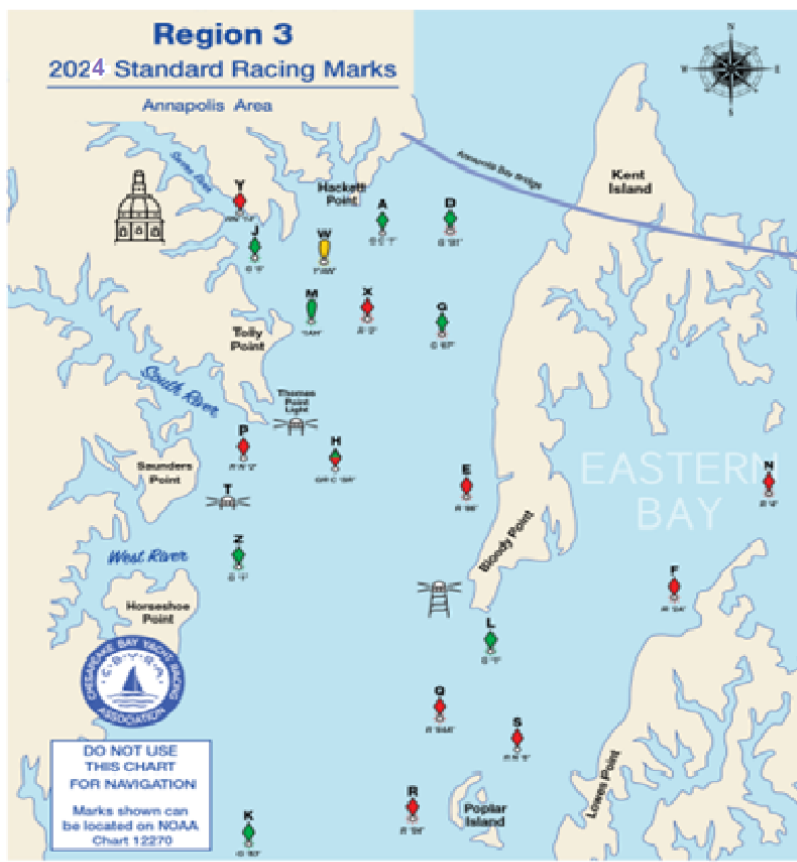 Region 3
2024 Standard Racing Marks
Annapolis Area
N
W
E
S
Annapolis Bay Bridge
Kent
Island
Severn River
Hackett
Point
Y
A
D
J
W
M
X
G
Tolly
Point
South River
Thomas
Point
Light
P
H
Saunders
Point
T
E
EASTERN
BAY
N
Bloody Point
Z
West River
Horseshoe
Point
F
L
CHESAPEAKE BAY YACHT RACING
C·B·Y·R·A
ASSOCIATION
Q
S
DO NOT USE
THIS CHART
FOR NAVIGATION
Marks shown can
be located on NOAA
Chart 12270
R
Poplar
Island
Lowes Point
K